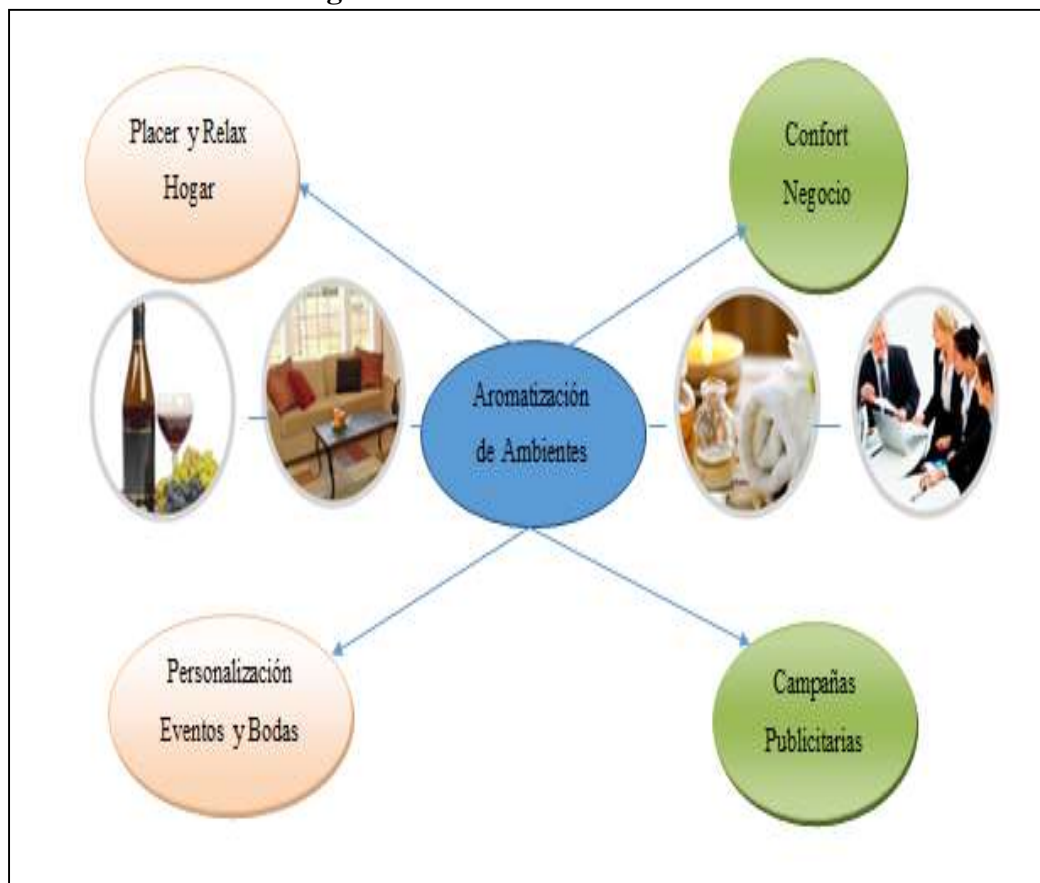 Placer y Relax
Hogar
Confort
Negocio
Aromatización
de Ambientes
Personalización
Eventos y Bodas
Campañas
Publicitarias